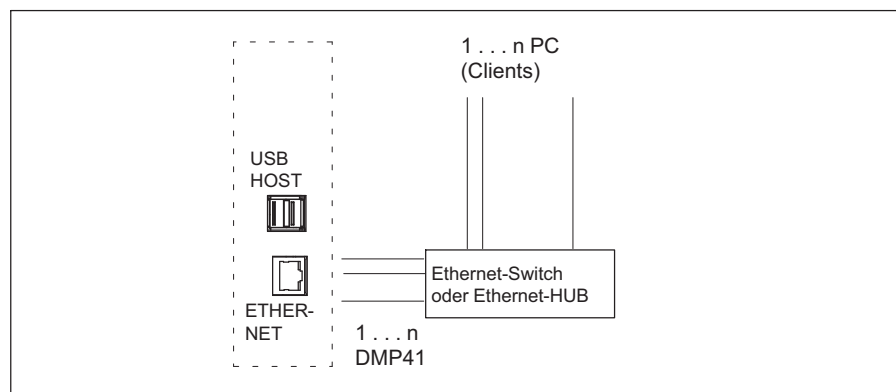 1 . . . n PC
(Clients)
USB
HOST
Ethernet-Switch
oder Ethernet-HUB
ETHER-
NET
1 . . . n
DMP41